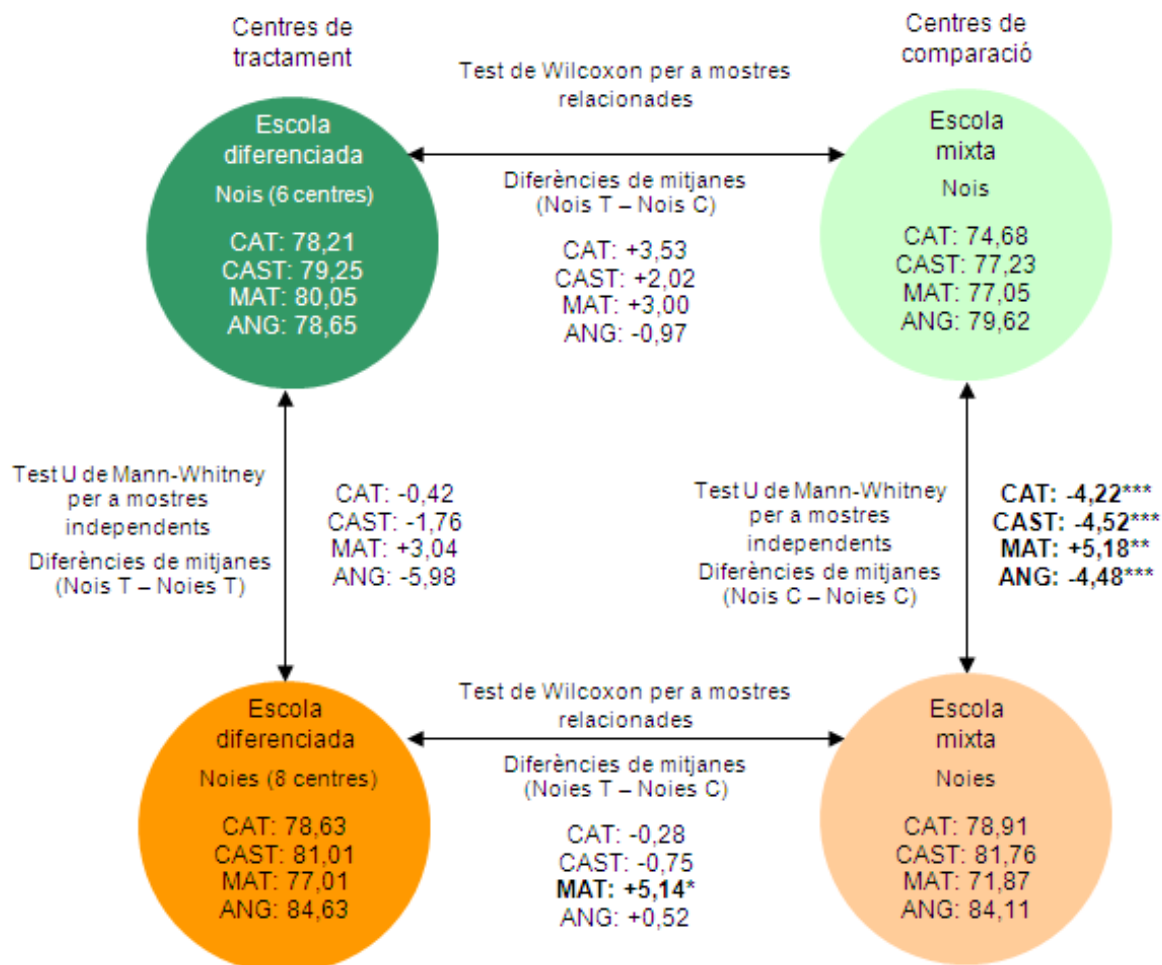 Centres de
tractament
Centres de
comparació
Test de Wilcoxon per a mostres
relacionades
Escola
diferenciada
Nois (6 centres)
CAT: 78,21
CAST: 79,25
MAT: 80,05
ANG: 78,65
Diferències de mitjanes
(Nois T – Nois C)
CAT: +3,53
CAST: +2,02
MAT: +3,00
ANG: -0,97
Escola
mixta
Nois
CAT: 74,68
CAST: 77,23
MAT: 77,05
ANG: 79,62
Test U de Mann-Whitney
per a mostres
independents
Diferències de mitjanes
(Nois T – Noies T)
CAT: -0,42
CAST: -1,76
MAT: +3,04
ANG: -5,98
Test U de Mann-Whitney
per a mostres
independents
Diferències de mitjanes
(Nois C – Noies C)
CAT: -4,22***
CAST: -4,52***
MAT: +5,18**
ANG: -4,48***
Escola
diferenciada
Noies (8 centres)
CAT: 78,63
CAST: 81,01
MAT: 77,01
ANG: 84,63
Test de Wilcoxon per a mostres
relacionades
Diferències de mitjanes
(Noies T – Noies C)
CAT: -0,28
CAST: -0,75
MAT: +5,14*
ANG: +0,52
Escola
mixta
Noies
CAT: 78,91
CAST: 81,76
MAT: 71,87
ANG: 84,11